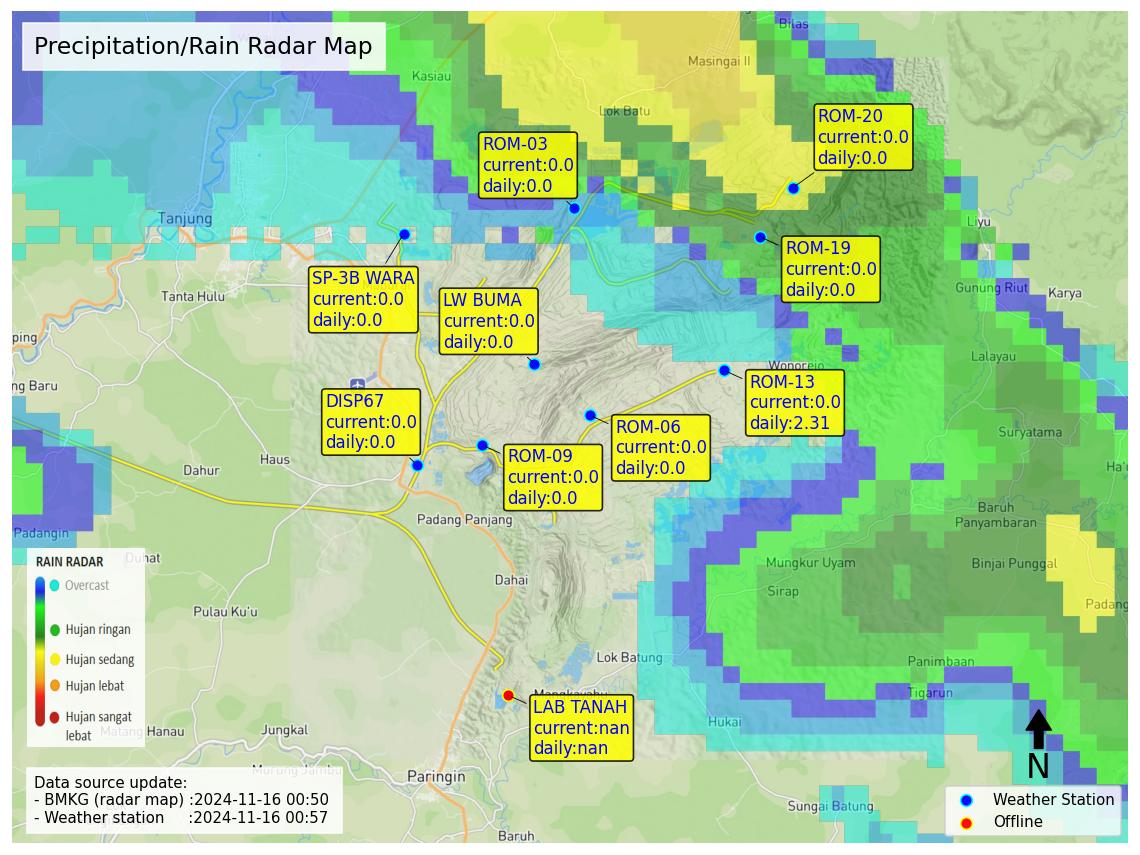 Precipitation/Rain Radar Map
Bilas
Masingai II
Kasiau
Lok Batu
ROM-20
current:0.0
daily:0.0
ROM-03
current:0.0
daily:0.0
Tanjung
Liyu
ROM-19
current:0.0
daily:0.0
SP-3B WARA
current:0.0
daily:0.0
Tanta Hulu
LW BUMA
current:0.0
daily:0.0
Gunung Riut
Karya
ping
Lalayau
Wonorejo
ng Baru
ROM-13
current:0.0
daily:2.31
DISP67
current:0.0
daily:0.0
ROM-06
current:0.0
daily:0.0
Suryatama
Haus
Dahur
ROM-09
current:0.0
daily:0.0
Ha'u
Padang Panjang
Baruh
Panyambaran
Padangin
RAIN RADAR
Overcast
Hujan ringan
Hujan sedang
Hujan lebat
Hujan sangat
lebat
Duhat
Mungkur Uyam
Binjai Punggal
Dahai
Sirap
Padang
Pulau Ku'u
Lok Batung
Panimbaan
Tigarun
Mangkayahu
LAB TANAH
current:nan
daily:nan
Hukai
Matang Hanau
Jungkal
Murung Jambu
Paringin
N
Data source update:
- BMKG (radar map) :2024-11-16 00:50
- Weather station :2024-11-16 00:57
Sungai Batung
Weather Station
Offline
Baruh